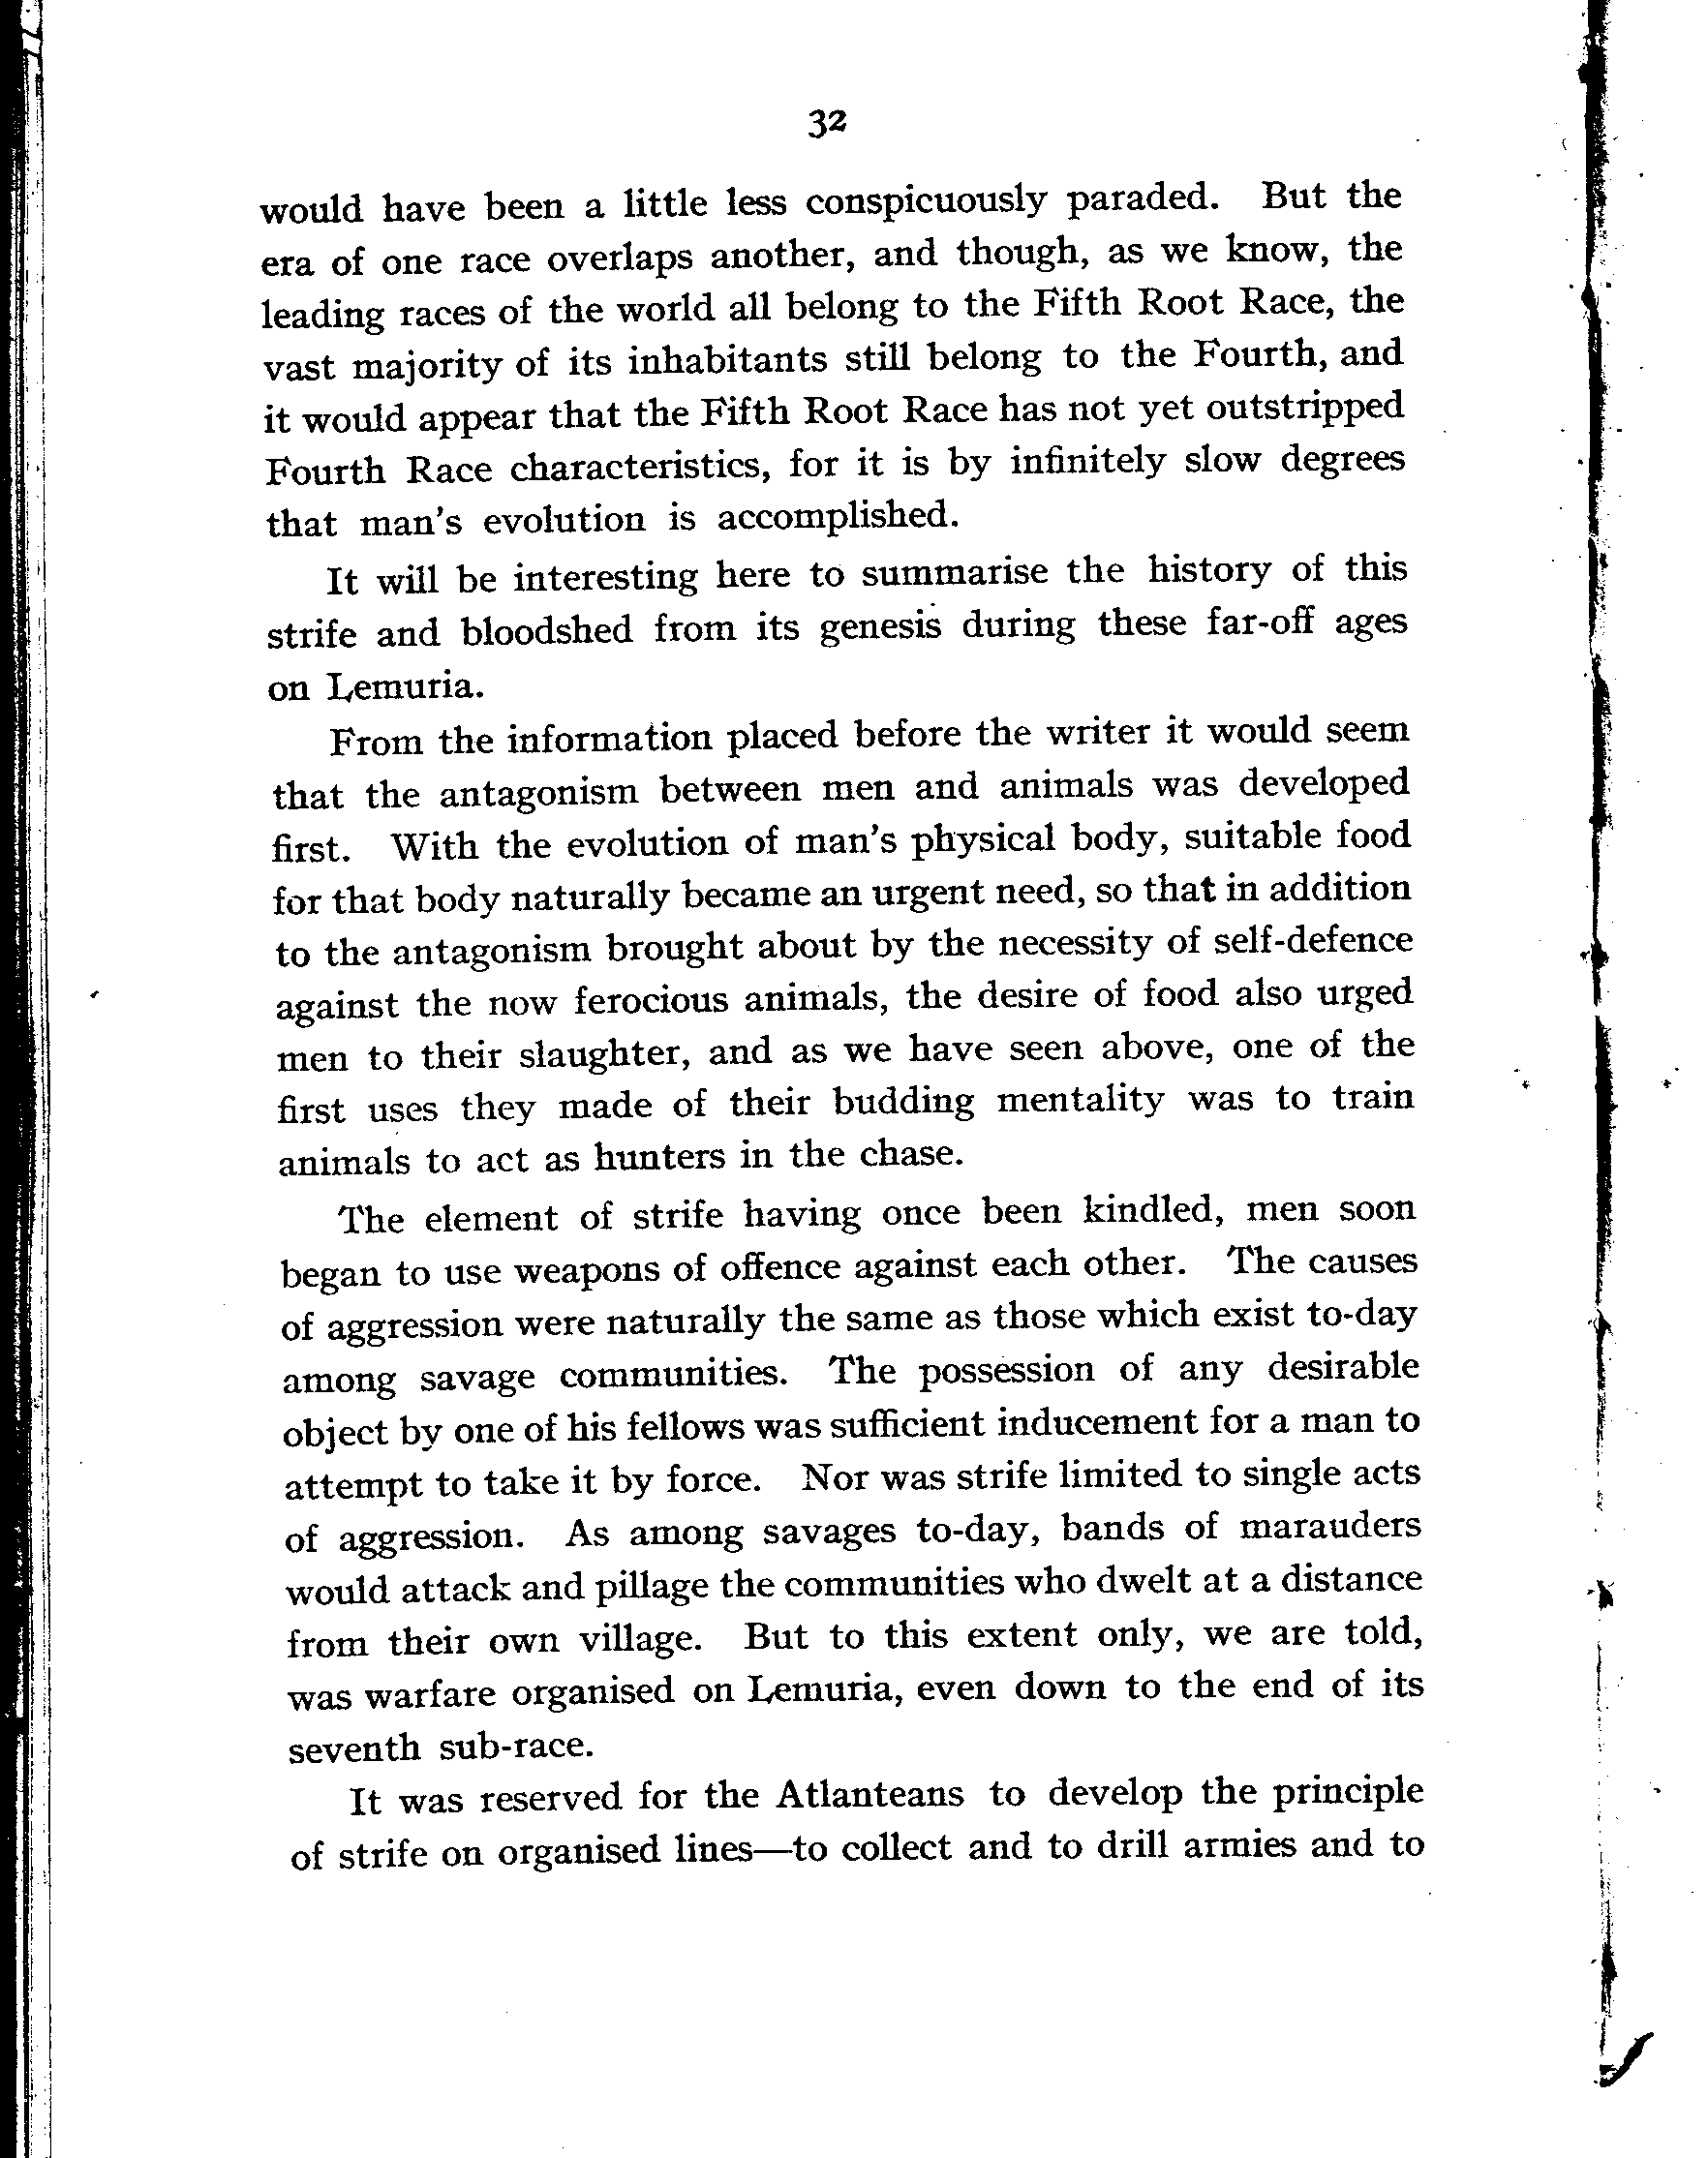 32
would have been a little less conspicuously paraded. But the
era of one race overlaps another, and though, as we know, the
leading races of the world all belong to the Fifth Root Race, the
vast majority of its inhabitants still belong to the Fourth, and
it would appear that the Fifth Root Race has not yet outstripped
Fourth Race characteristics, for it is by infinitely slow degrees
that man's evolution is accomplished.
It will be interesting here to summarise the history of this
strife and bloodshed from its genesis during these far-off ages
on Lemuria.
From the information placed before the writer it would seem
that the antagonism between men and animals was developed
first. With the evolution of man's physical body, suitable food
for that body naturally became an urgent need, so that in addition
to the antagonism brought about by the necessity of self-defence
against the now ferocious animals, the desire of food also urged
men to their slaughter, and as we have seen above, one of the
first uses they made of their budding mentality was to train
animals to act as hunters in the chase.
The element of strife having once been kindled, men soon
began to use weapons of offence against each other. The causes
of aggression were naturally the same as those which exist to-day
among savage communities. The possession of any desirable
object by one of his fellows was sufficient inducement for a man to
attempt to take it by force. Nor was strife limited to single acts
of aggression. As among savages to-day, bands of marauders
would attack and pillage the communities who dwelt at a distance
from their own village. But to this extent only, we are told,
was warfare organised on Lemuria, even down to the end of its
seventh sub-race.
It was reserved for the Atlanteans to develop the principle
of strife on organised lines—to collect and to drill armies and to